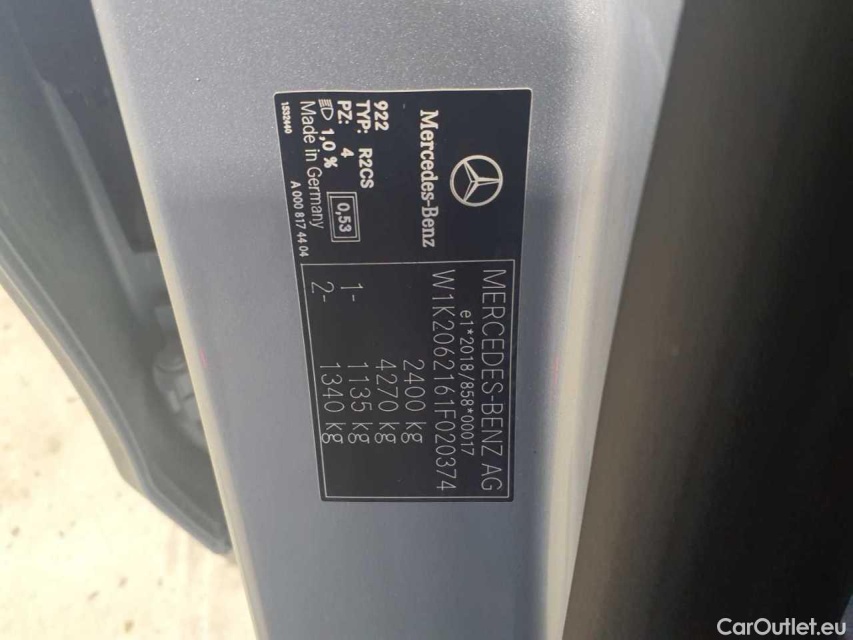 Mercedes-Benz
922
TYP: R2CS
PZ: 4
0,53
1,0 %
Made in Germany
A 000 817 44 04
1532440
MERCEDES-BENZ AG
e1*2018/858*00017
W1K2062161F020374
2400 kg
4270 kg
1- 1135 kg
2- 1340 kg
CarOutlet.eu